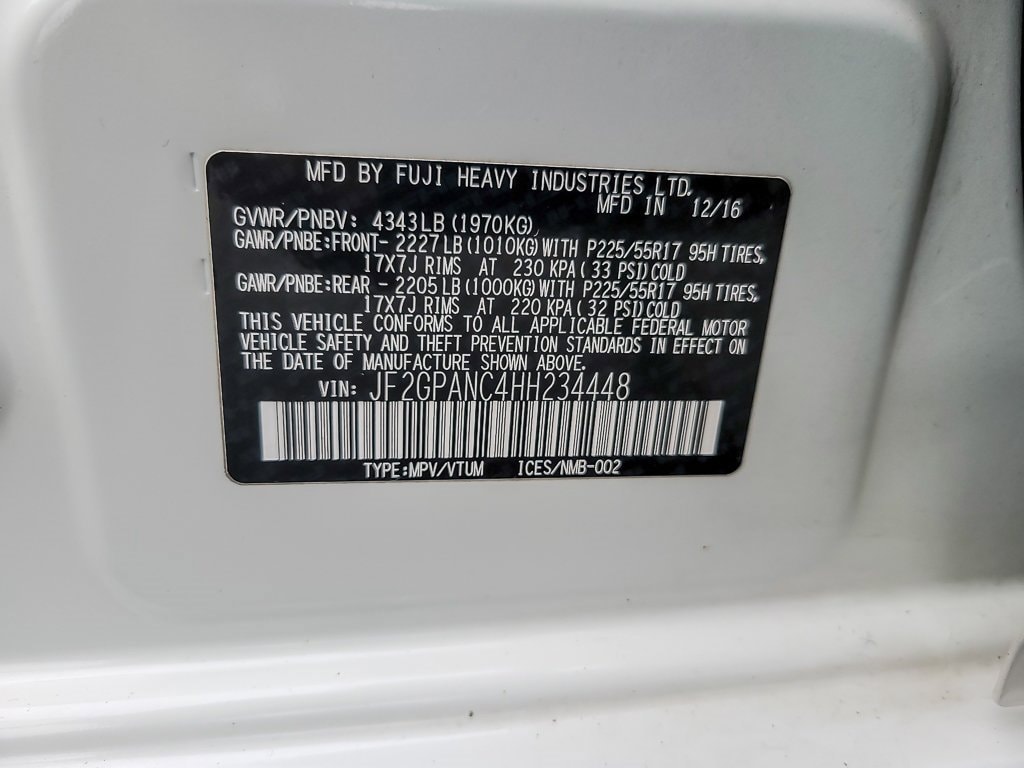 MFD BY FUJI HEAVY INDUSTRIES LTD.
MFD IN 12/16
GVWR/PNBV: 4343LB (1970KG)
GAWR/PNBE:FRONT- 2227LB (1010KG)WITH P225/55R17 95H TIRES,
17X7J RIMS AT 230 KPA( 33 PSI)COLD
GAWR/PNBE:REAR - 2205LB (1000KG)WITH P225/55R17 95H TIRES,
17X7J RIMS AT 220 KPA( 32 PSI)COLD
THIS VEHICLE CONFORMS TO ALL APPLICABLE FEDERAL MOTOR
VEHICLE SAFETY AND THEFT PREVENTION STANDARDS IN EFFECT ON
THE DATE OF MANUFACTURE SHOWN ABOVE.
VIN: JF2GPANC4HH234448
TYPE:MPV/VTUM ICES/NMB-002